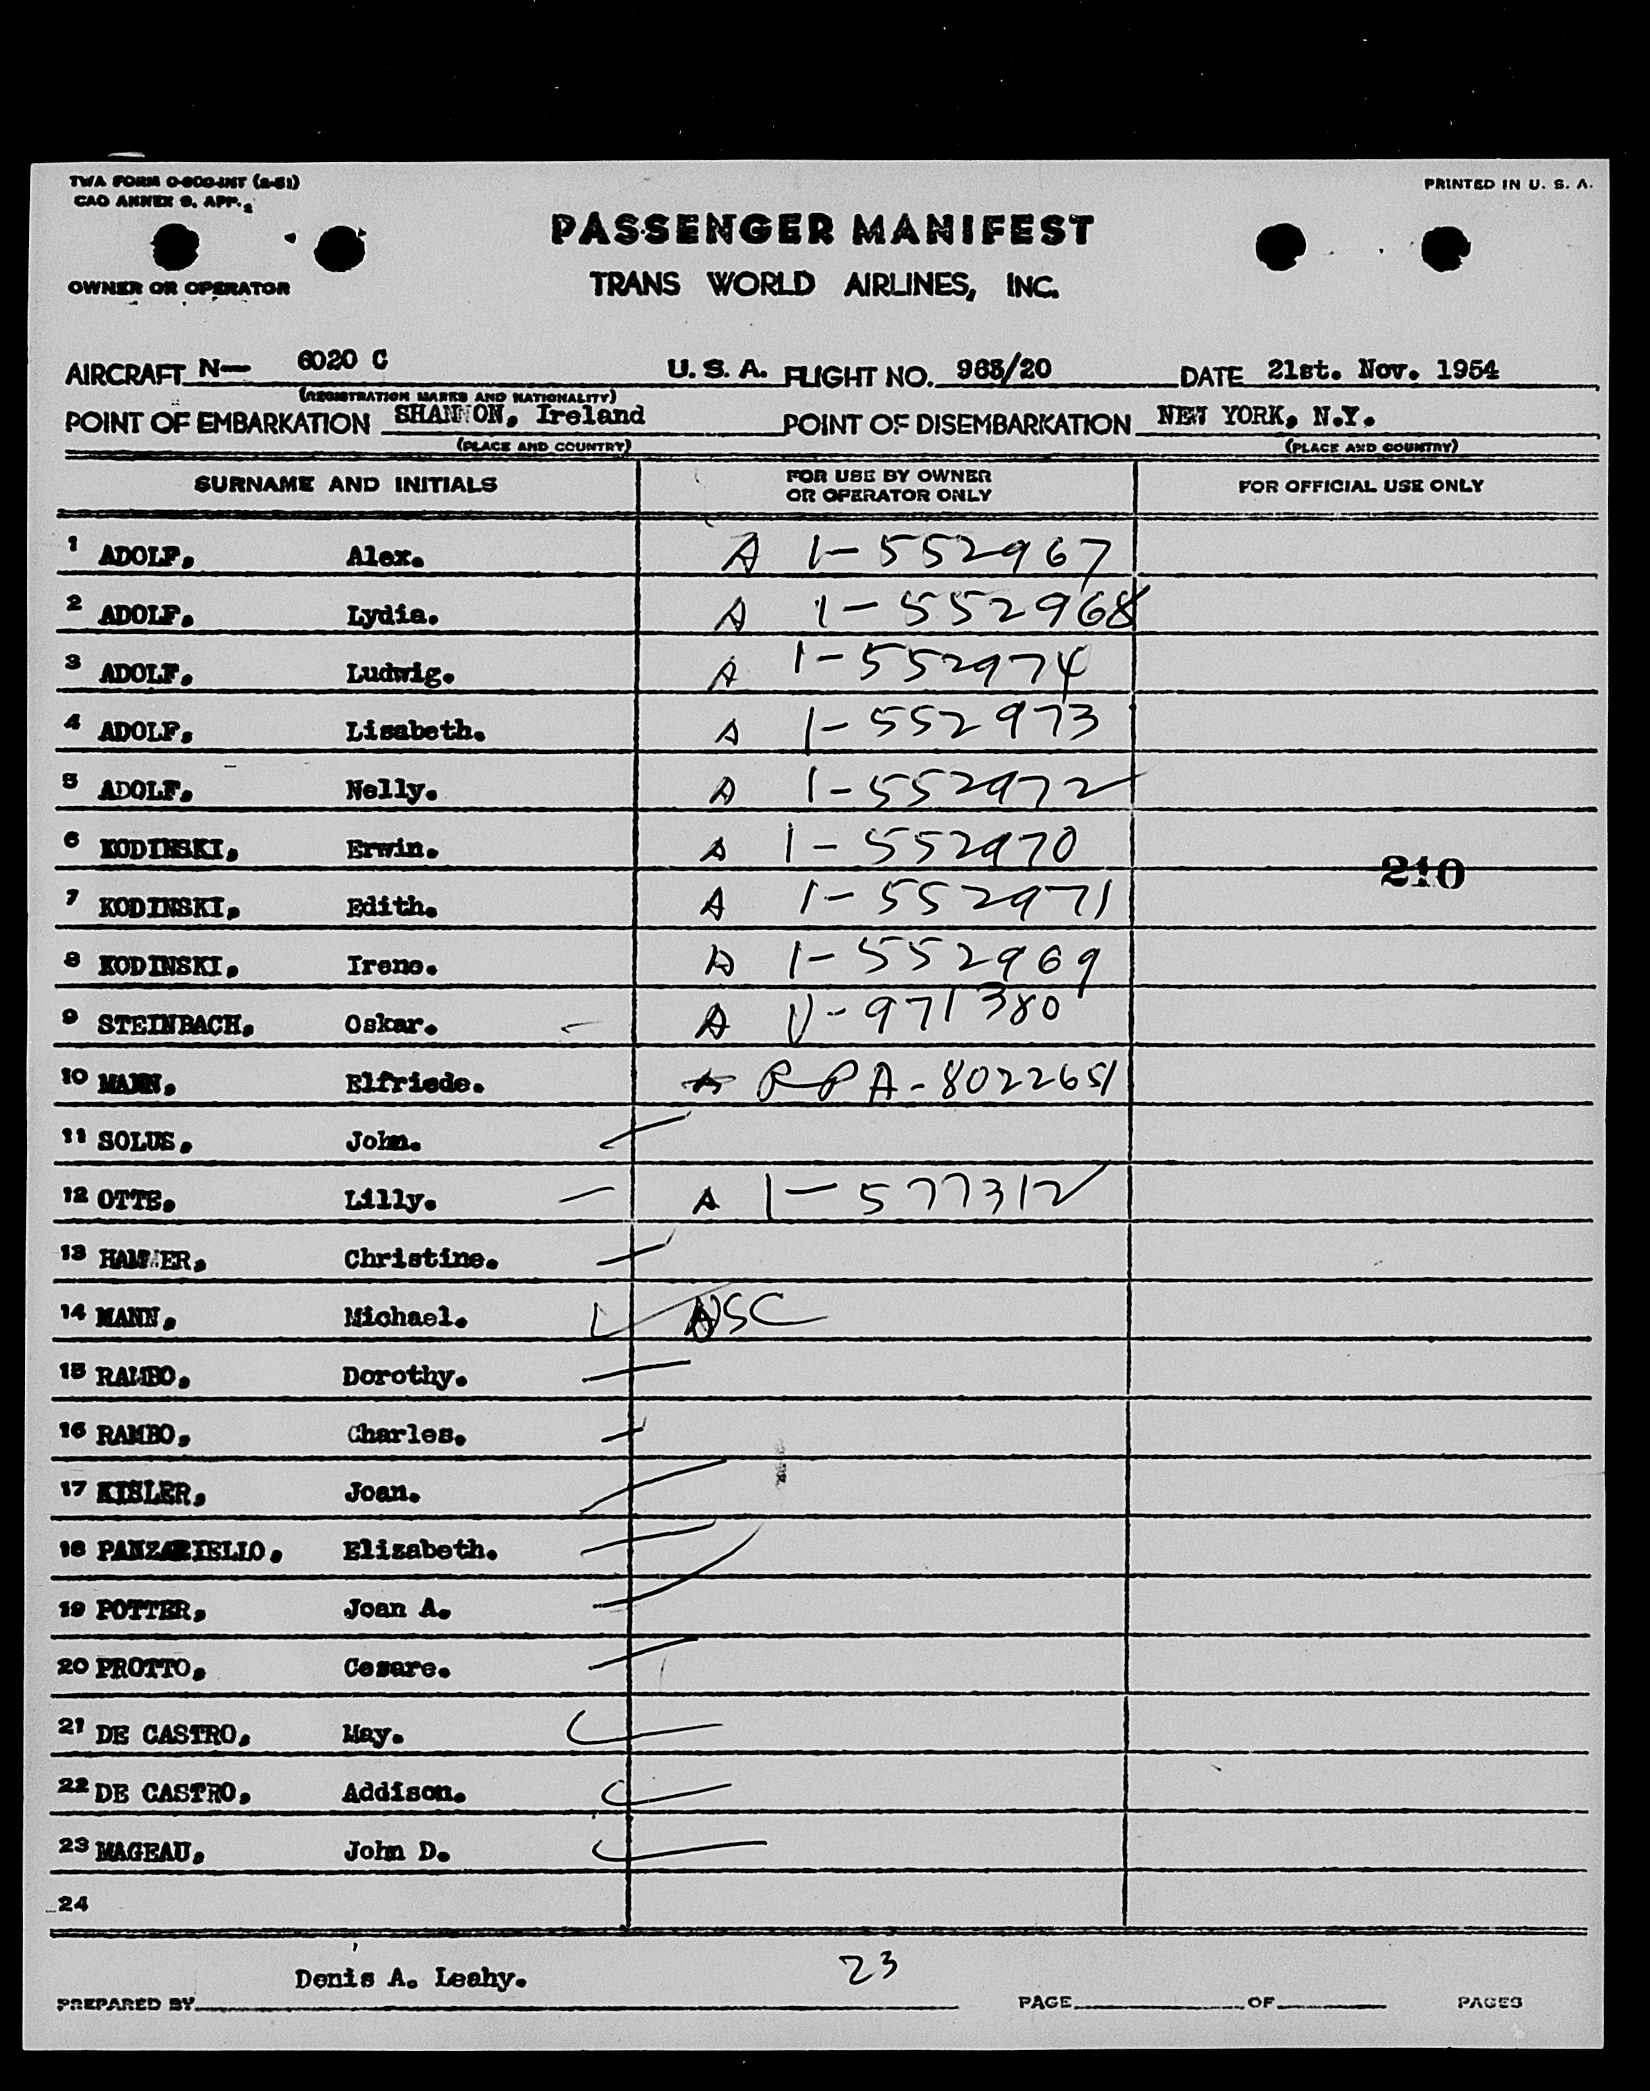 TWA FORM O-800-INT (2-51)
CAO ANNEX 9. APP. 2
PRINTED IN U. S. A.
PASSENGER MANIFEST
TRANS WORLD AIRLINES, INC.
OWNER OR OPERATOR
AIRCRAFT N— 6020 C U. S. A. FLIGHT NO. 963/20 DATE 21st. Nov. 1954
(REGISTRATION MARKS AND NATIONALITY)
POINT OF EMBARKATION SHANNON, Ireland POINT OF DISEMBARKATION NEW YORK, N.Y.
(PLACE AND COUNTRY) (PLACE AND COUNTRY)
SURNAME AND INITIALS FOR USE BY OWNER OR OPERATOR ONLY FOR OFFICIAL USE ONLY
1 ADOLF, Alex. A 1-552967
2 ADOLF, Lydia. A 1-552968
3 ADOLF, Ludwig. A 1-552974
4 ADOLF, Lisabeth. A 1-552973
5 ADOLF, Nelly. A 1-552972
6 KODINSKI, Erwin. A 1-552970
210
7 KODINSKI, Edith. A 1-552971
8 KODINSKI, Irene. A 1-552969
9 STEINBACH, Oskar. A V-971380
10 MANN, Elfriede. A RPA-8022651
11 SOLUS, John.
12 OTTE, Lilly. A 1-577312
13 HAMMER, Christine.
14 MANN, Michael. USC
15 RAMBO, Dorothy.
16 RAMBO, Charles.
17 KISLER, Joan.
18 PANZARIELLO, Elizabeth.
19 POTTER, Joan A.
20 PROTTO, Cesare.
21 DE CASTRO, May.
22 DE CASTRO, Addison.
23 MAGEAU, John D.
24
Denis A. Leahy. 23
PREPARED BY PAGE OF PAGES